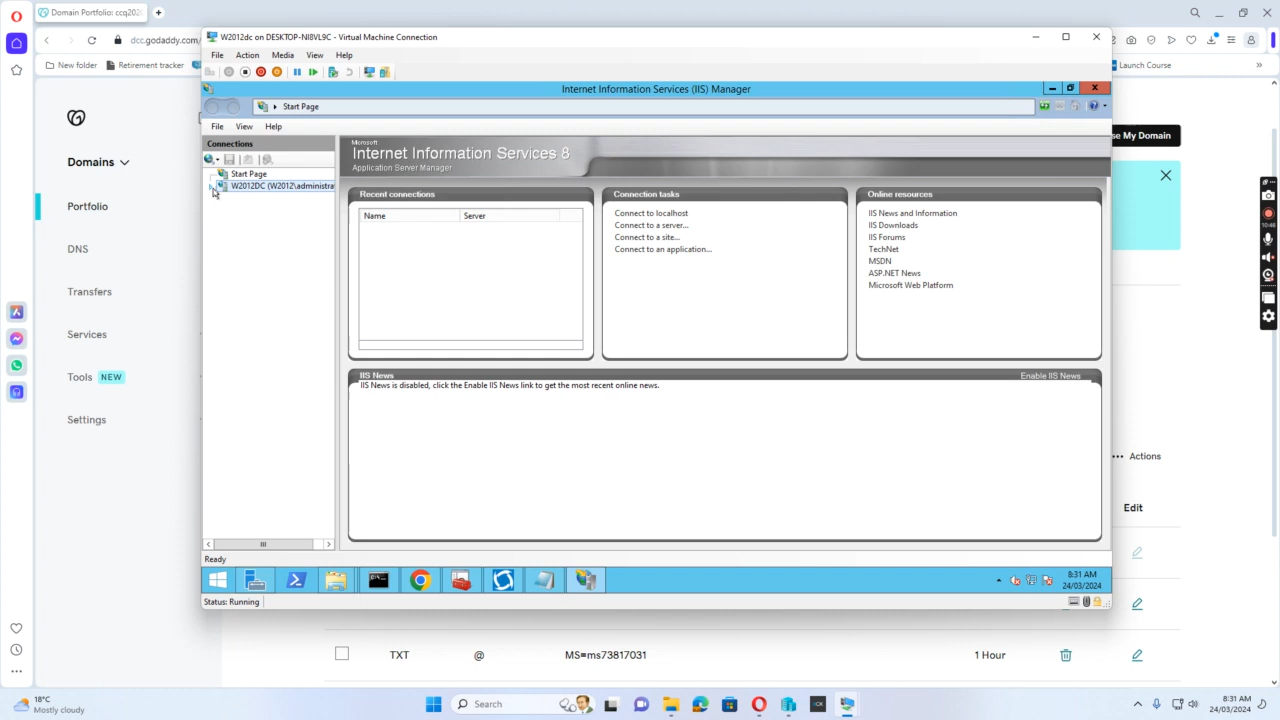 Domain Portfolio: ccq202
dcc.godaddy.co
New folder
Retirement tracker
Launch Course
Domains
Portfolio
DNS
Transfers
Services
Tools NEW
Settings
W2012dc on DESKTOP-NI8VL9C - Virtual Machine Connection
File Action Media View Help
Internet Information Services (IIS) Manager
Start Page
File View Help
Connections
Start Page
W2012DC (W2012\administra
Microsoft
Internet Information Services 8
Application Server Manager
Recent connections
Name Server
Connection tasks
Connect to localhost
Connect to a server...
Connect to a site...
Connect to an application...
Online resources
IIS News and Information
IIS Downloads
IIS Forums
TechNet
MSDN
ASP.NET News
Microsoft Web Platform
IIS News
Enable IIS News
IIS News is disabled, click the Enable IIS News link to get the most recent online news.
Ready
8:31 AM
24/03/2024
Status: Running
se My Domain
10:46
Actions
Edit
TXT @ MS=ms73817031 1 Hour
18°C
Mostly cloudy
Search
8:31 AM
24/03/2024